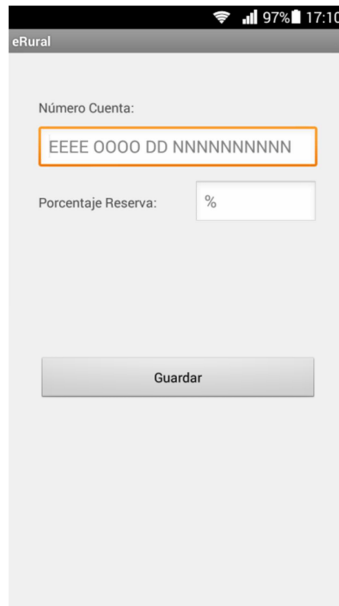 97% 17:10
eRural
Número Cuenta:
EEEE OOOO DD NNNNNNNNNN
Porcentaje Reserva:
%
Guardar